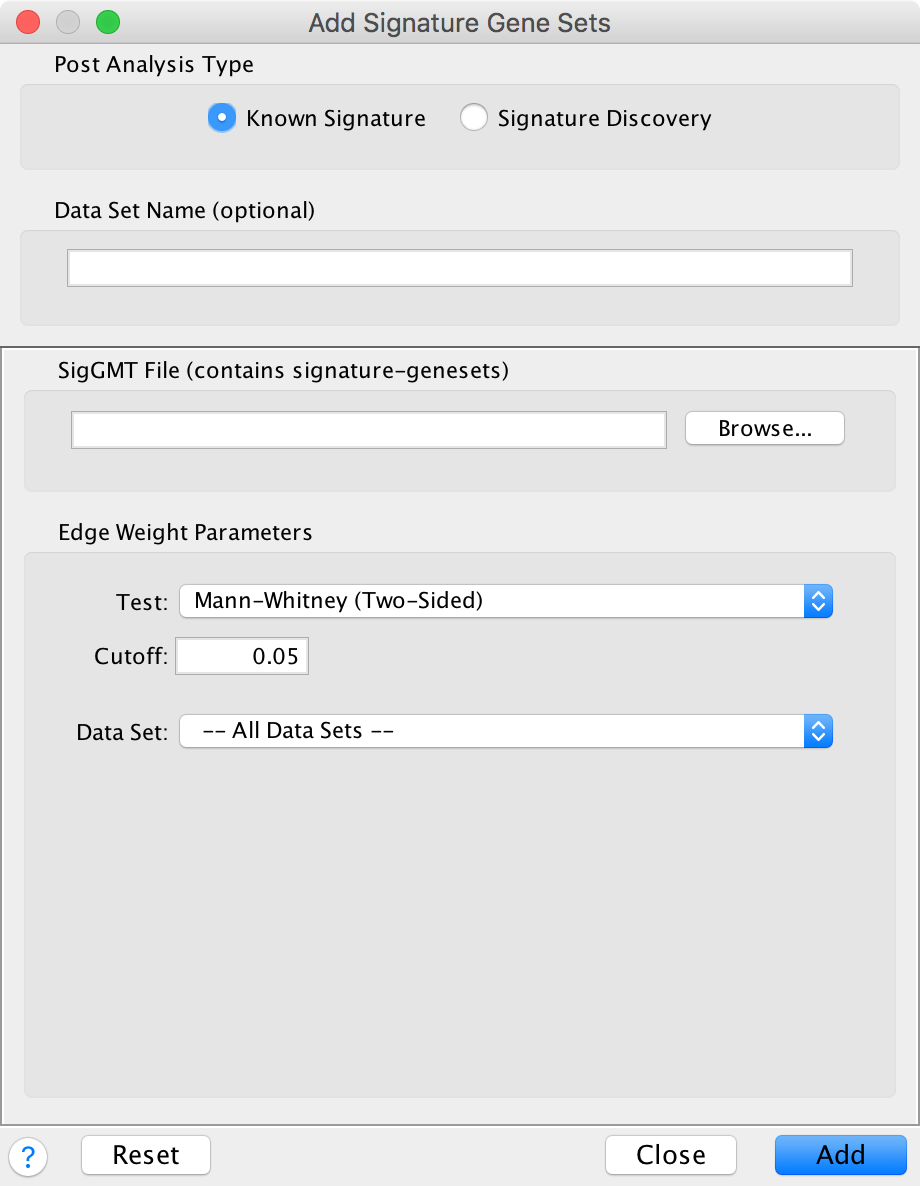 Add Signature Gene Sets
Post Analysis Type
Known Signature Signature Discovery
Data Set Name (optional)
SigGMT File (contains signature-genesets)
Browse...
Edge Weight Parameters
Test: Mann-Whitney (Two-Sided)
Cutoff: 0.05
Data Set: -- All Data Sets --
? Reset Close Add